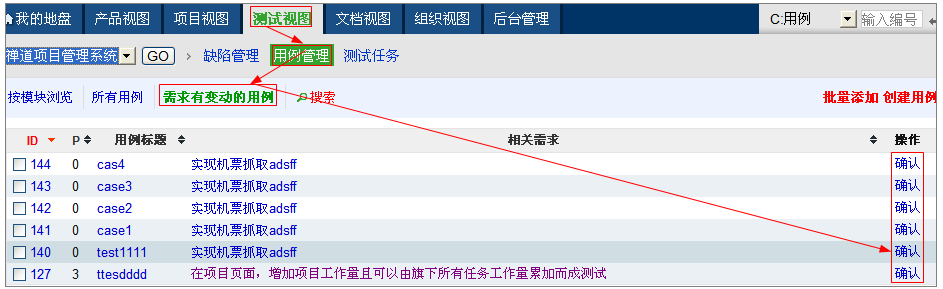 我的地盘 产品视图 项目视图 测试视图 文档视图 组织视图 后台管理 C:用例 输入编号
禅道项目管理系统 GO › 缺陷管理 用例管理 测试任务
按模块浏览 所有用例 需求有变动的用例 搜索 批量添加 创建用例
ID P 用例标题 相关需求 操作
144 0 cas4 实现机票抓取adsff 确认
143 0 case3 实现机票抓取adsff 确认
142 0 case2 实现机票抓取adsff 确认
141 0 case1 实现机票抓取adsff 确认
140 0 test1111 实现机票抓取adsff 确认
127 3 ttesdddd 在项目页面，增加项目工作量且可以由旗下所有任务工作量累加而成测试 确认